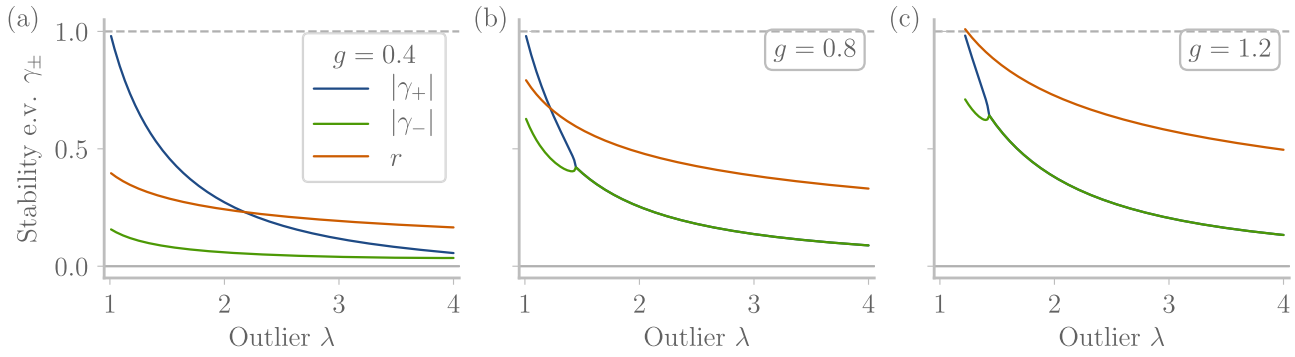 (a)
(b)
(c)
Stability e.v. γ±
1.0
0.5
0.0
g = 0.4
|γ+|
|γ−|
r
g = 0.8
g = 1.2
1 2 3 4
1 2 3 4
1 2 3 4
Outlier λ
Outlier λ
Outlier λ